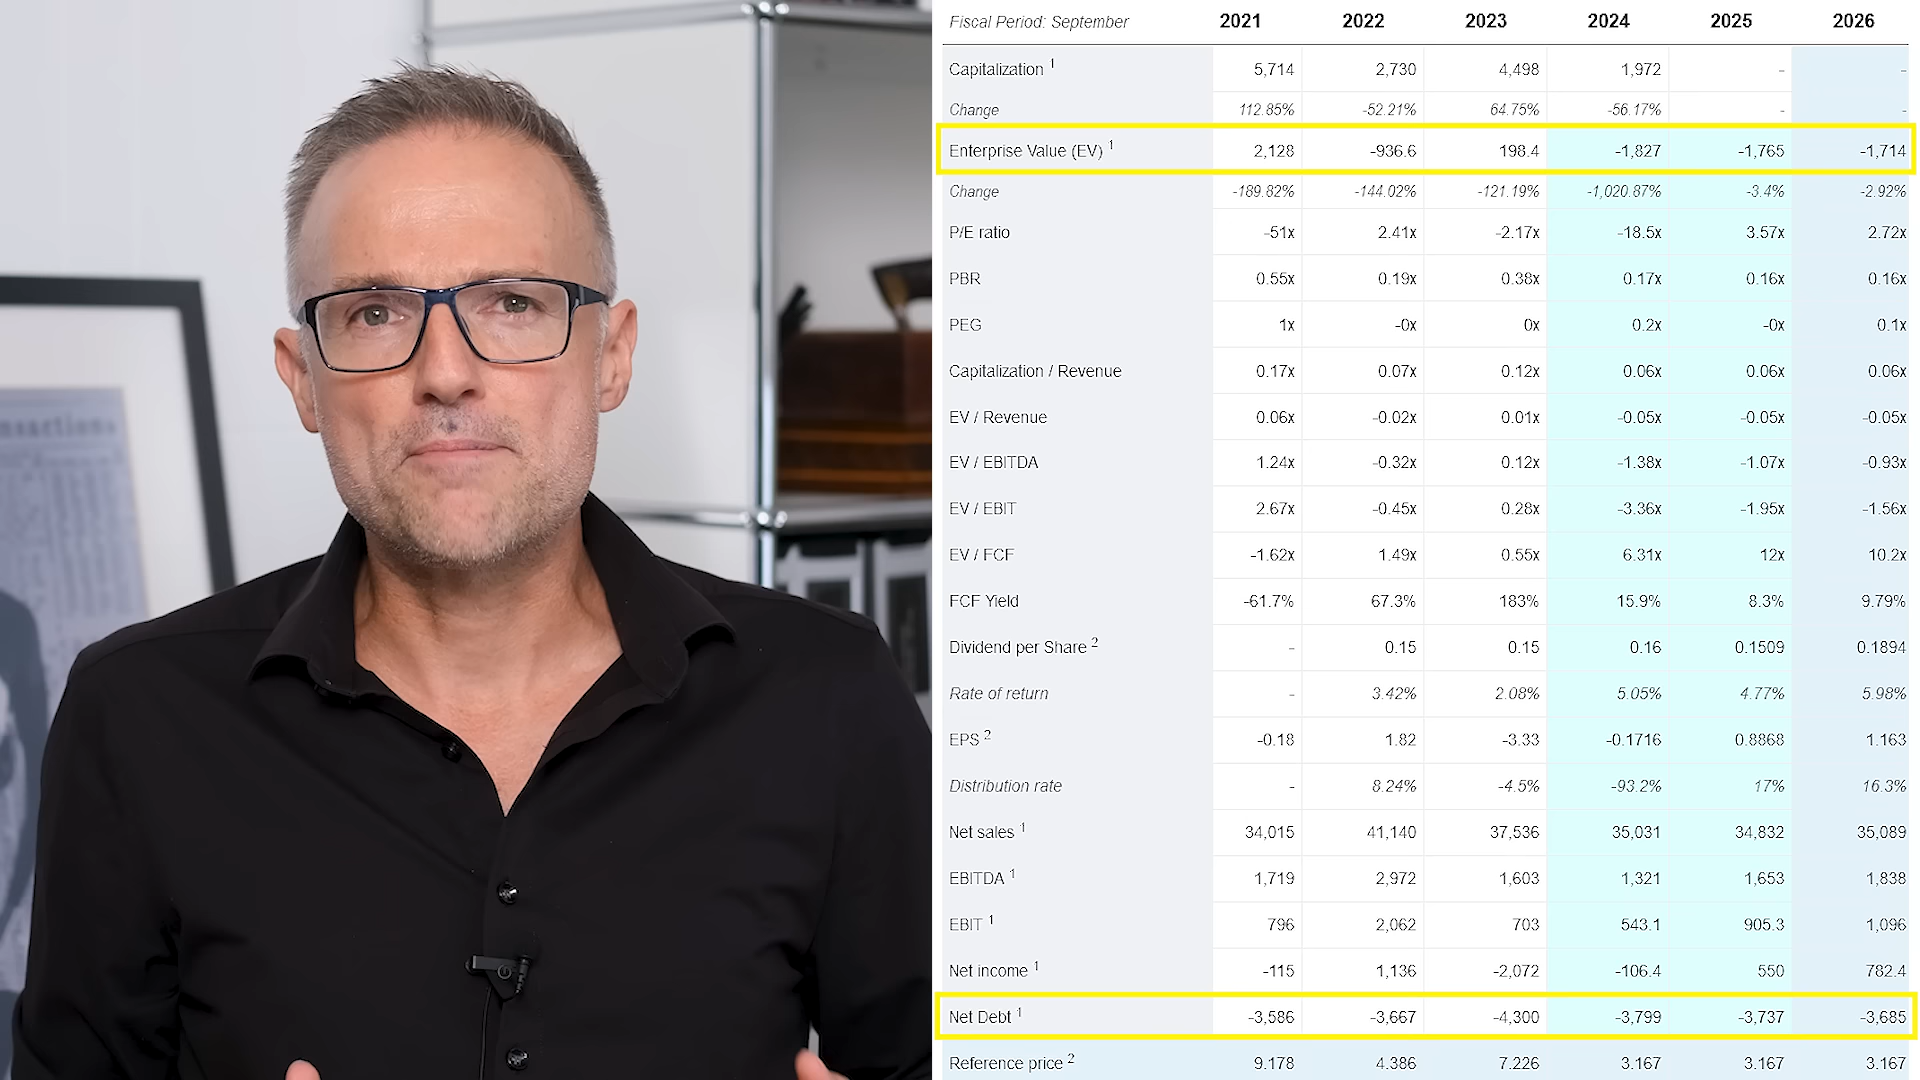 nsactions
Fiscal Period: September 2021 2022 2023 2024 2025 2026
Capitalization 1 5,714 2,730 4,498 1,972 - -
Change 112.85% -52.21% 64.75% -56.17% - -
Enterprise Value (EV) 1 2,128 -936.6 198.4 -1,827 -1,765 -1,714
Change -189.82% -144.02% -121.19% -1,020.87% -3.4% -2.92%
P/E ratio -51x 2.41x -2.17x -18.5x 3.57x 2.72x
PBR 0.55x 0.19x 0.38x 0.17x 0.16x 0.16x
PEG 1x -0x 0x 0.2x -0x 0.1x
Capitalization / Revenue 0.17x 0.07x 0.12x 0.06x 0.06x 0.06x
EV / Revenue 0.06x -0.02x 0.01x -0.05x -0.05x -0.05x
EV / EBITDA 1.24x -0.32x 0.12x -1.38x -1.07x -0.93x
EV / EBIT 2.67x -0.45x 0.28x -3.36x -1.95x -1.56x
EV / FCF -1.62x 1.49x 0.55x 6.31x 12x 10.2x
FCF Yield -61.7% 67.3% 183% 15.9% 8.3% 9.79%
Dividend per Share 2 - 0.15 0.15 0.16 0.1509 0.1894
Rate of return - 3.42% 2.08% 5.05% 4.77% 5.98%
EPS 2 -0.18 1.82 -3.33 -0.1716 0.8868 1.163
Distribution rate - 8.24% -4.5% -93.2% 17% 16.3%
Net sales 1 34,015 41,140 37,536 35,031 34,832 35,089
EBITDA 1 1,719 2,972 1,603 1,321 1,653 1,838
EBIT 1 796 2,062 703 543.1 905.3 1,096
Net income 1 -115 1,136 -2,072 -106.4 550 782.4
Net Debt 1 -3,586 -3,667 -4,300 -3,799 -3,737 -3,685
Reference price 2 9.178 4.386 7.226 3.167 3.167 3.167